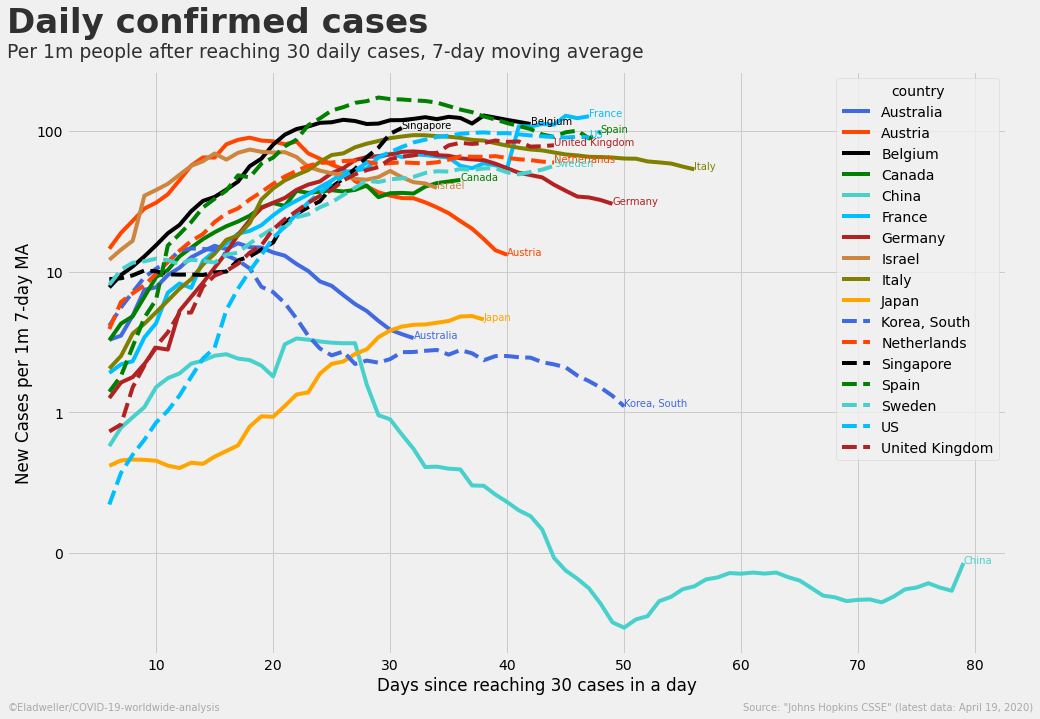 Daily confirmed cases
Per 1m people after reaching 30 daily cases, 7-day moving average
country
Australia
Austria
Belgium
Canada
China
France
Germany
Israel
Italy
Japan
Korea, South
Netherlands
Singapore
Spain
Sweden
US
United Kingdom
New Cases per 1m 7-day MA
100
10
1
0
France
Belgium
Singapore
Spain
US
United Kingdom
Netherlands
Sweden
Italy
Canada
Israel
Germany
Austria
Japan
Australia
Korea, South
China
10 20 30 40 50 60 70 80
Days since reaching 30 cases in a day
©Eladweller/COVID-19-worldwide-analysis
Source: "Johns Hopkins CSSE" (latest data: April 19, 2020)